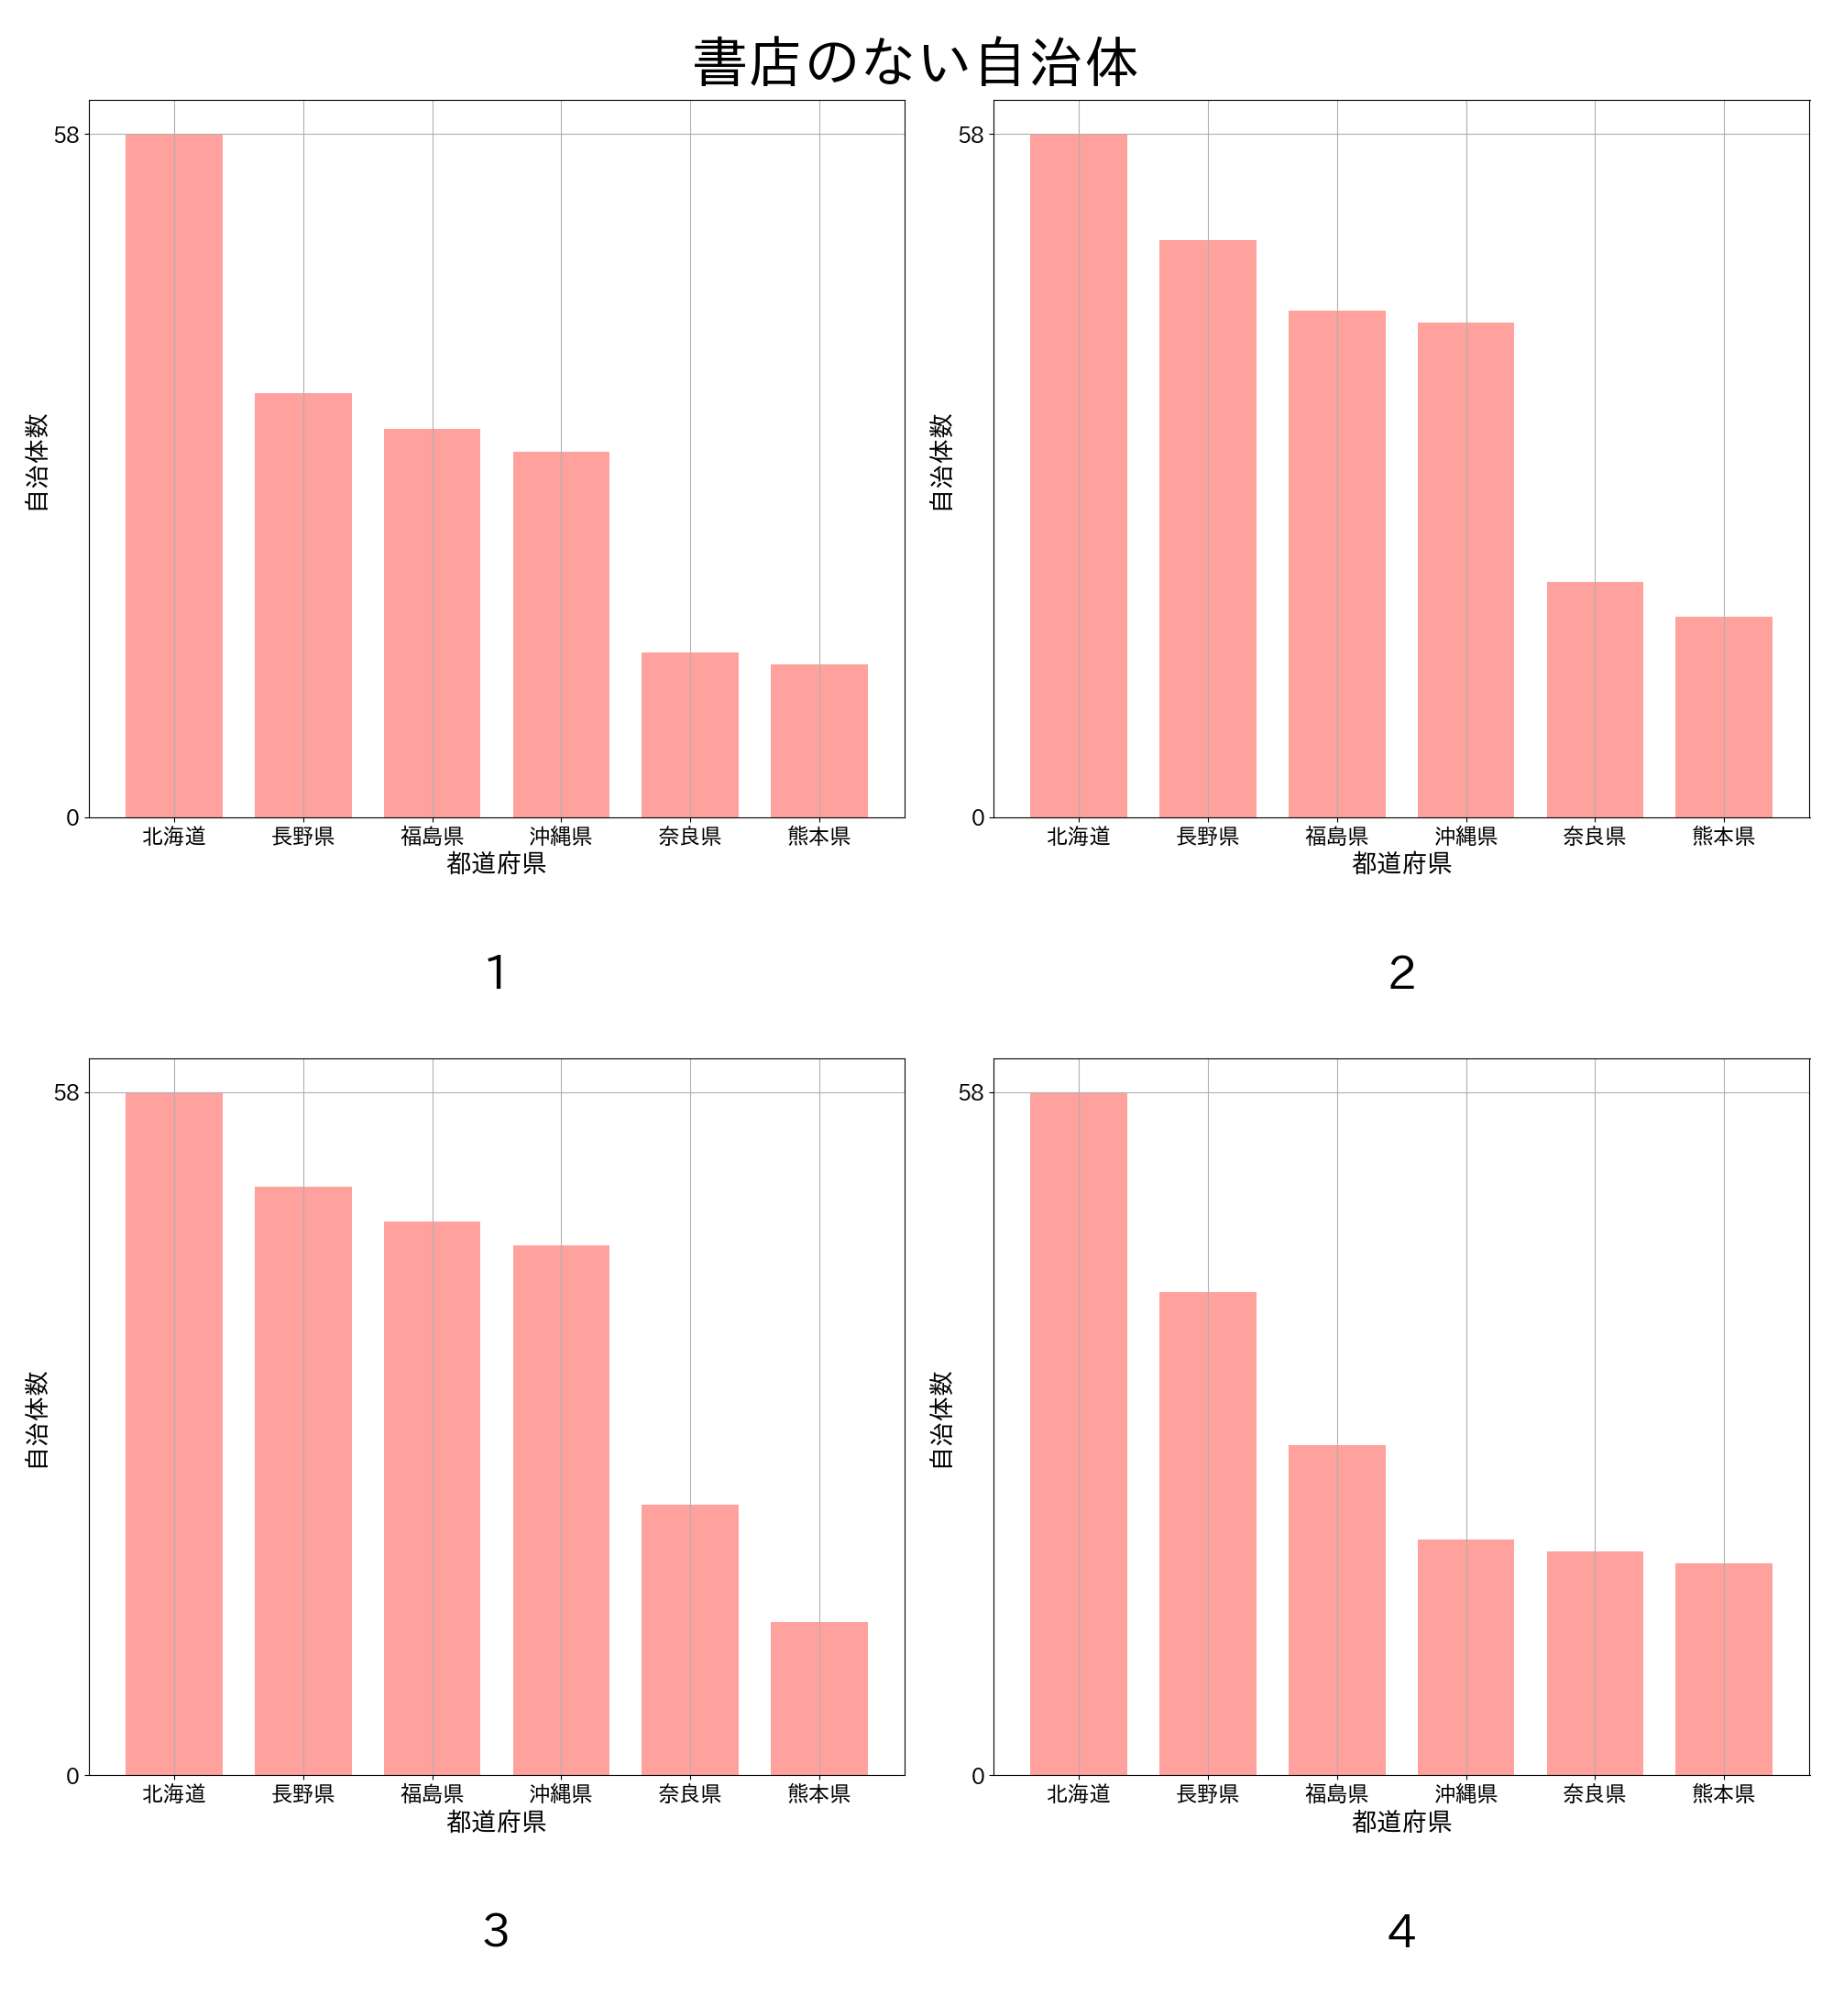 書店のない自治体
58
0
自治体数
北海道 長野県 福島県 沖縄県 奈良県 熊本県
都道府県
1
58
0
自治体数
北海道 長野県 福島県 沖縄県 奈良県 熊本県
都道府県
2
58
0
自治体数
北海道 長野県 福島県 沖縄県 奈良県 熊本県
都道府県
3
58
0
自治体数
北海道 長野県 福島県 沖縄県 奈良県 熊本県
都道府県
4